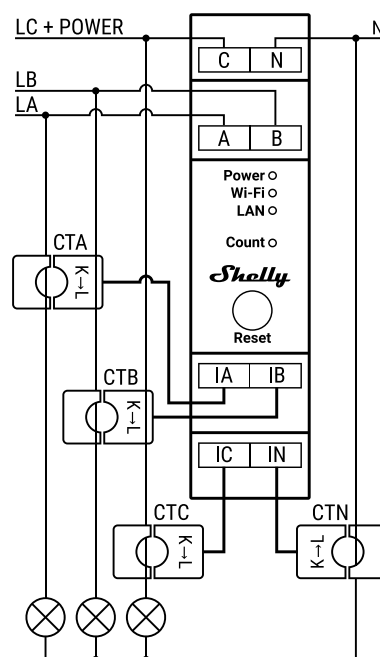 LC + POWER
N
C N
LB
LA
A B
Power
Wi-Fi
LAN
Count
Shelly
Reset
CTA
K→L
IA IB
CTB
K→L
IC IN
CTC
K→L
CTN
K→L